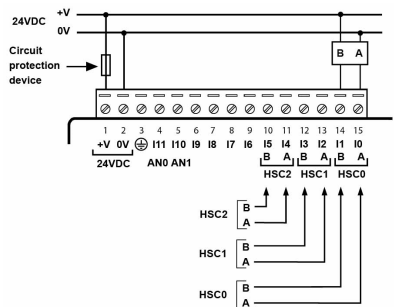 +V
24VDC
0V
Circuit
protection
device
B A
1 2 3 4 5 6 7 8 9 10 11 12 13 14 15
+V 0V I11 I10 I9 I8 I7 I6 I5 I4 I3 I2 I1 I0
B A B A B A
24VDC AN0 AN1 HSC2 HSC1 HSC0
B
HSC2
A
B
HSC1
A
B
HSC0
A